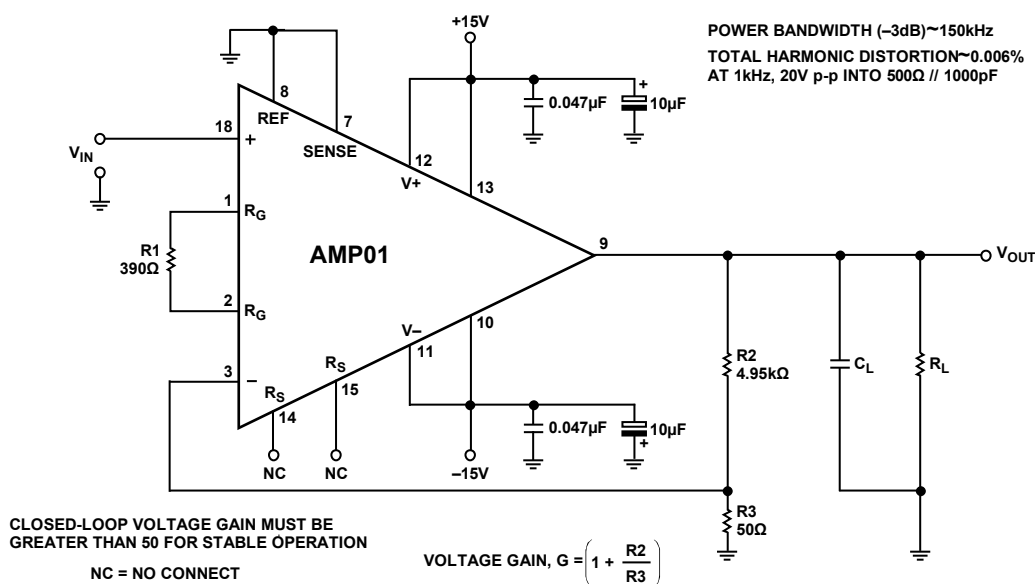 +15V
POWER BANDWIDTH (–3dB)~150kHz
TOTAL HARMONIC DISTORTION~0.006%
AT 1kHz, 20V p-p INTO 500Ω // 1000pF
8
REF
7
SENSE
0.047µF
+
10µF
18
+
VIN
12
V+
13
1
RG
R1
390Ω
AMP01
9
VOUT
2
RG
V–
10
11
R2
4.95kΩ
CL
RL
3
–
RS
15
RS
14
0.047µF
10µF
+
NC
NC
–15V
R3
50Ω
CLOSED-LOOP VOLTAGE GAIN MUST BE
GREATER THAN 50 FOR STABLE OPERATION
NC = NO CONNECT
VOLTAGE GAIN, G = (1 + R2/R3)